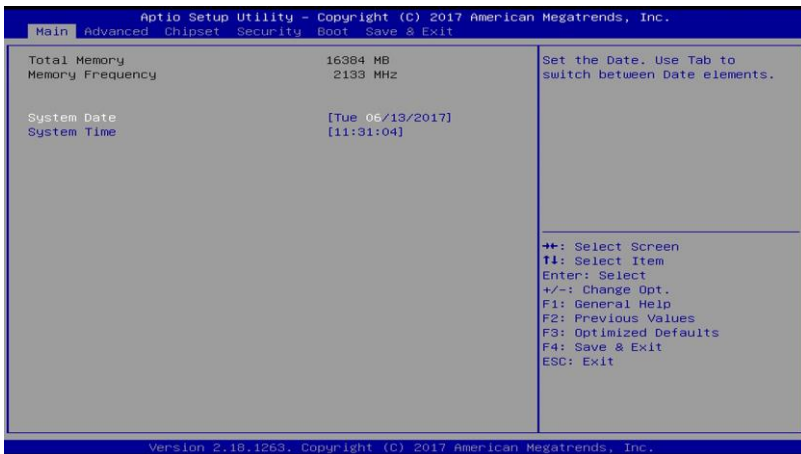 Aptio Setup Utility – Copyright (C) 2017 American Megatrends, Inc.
Main Advanced Chipset Security Boot Save & Exit
Total Memory 16384 MB
Memory Frequency 2133 MHz
System Date [Tue 06/13/2017]
System Time [11:31:04]
Set the Date. Use Tab to
switch between Date elements.
→←: Select Screen
↑↓: Select Item
Enter: Select
+/-: Change Opt.
F1: General Help
F2: Previous Values
F3: Optimized Defaults
F4: Save & Exit
ESC: Exit
Version 2.18.1263. Copyright (C) 2017 American Megatrends, Inc.